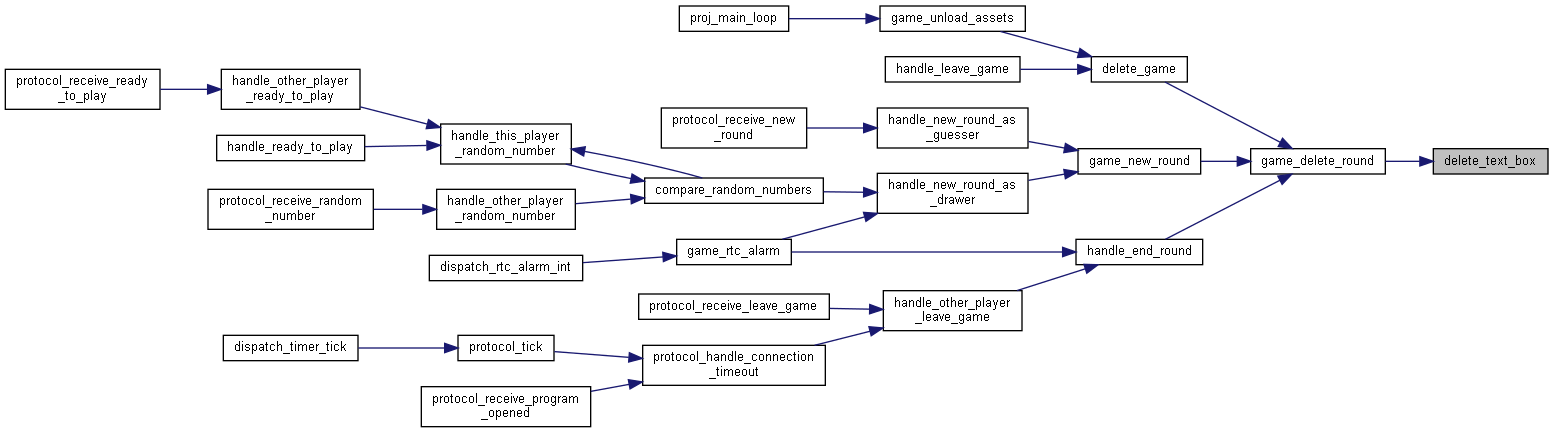 proj_main_loop
game_unload_assets
protocol_receive_ready
_to_play
handle_other_player
_ready_to_play
handle_leave_game
delete_game
handle_this_player
_random_number
protocol_receive_new
_round
handle_new_round_as
_guesser
handle_ready_to_play
game_new_round
game_delete_round
delete_text_box
protocol_receive_random
_number
handle_other_player
_random_number
compare_random_numbers
handle_new_round_as
_drawer
dispatch_rtc_alarm_int
game_rtc_alarm
handle_end_round
protocol_receive_leave_game
handle_other_player
_leave_game
dispatch_timer_tick
protocol_tick
protocol_handle_connection
_timeout
protocol_receive_program
_opened